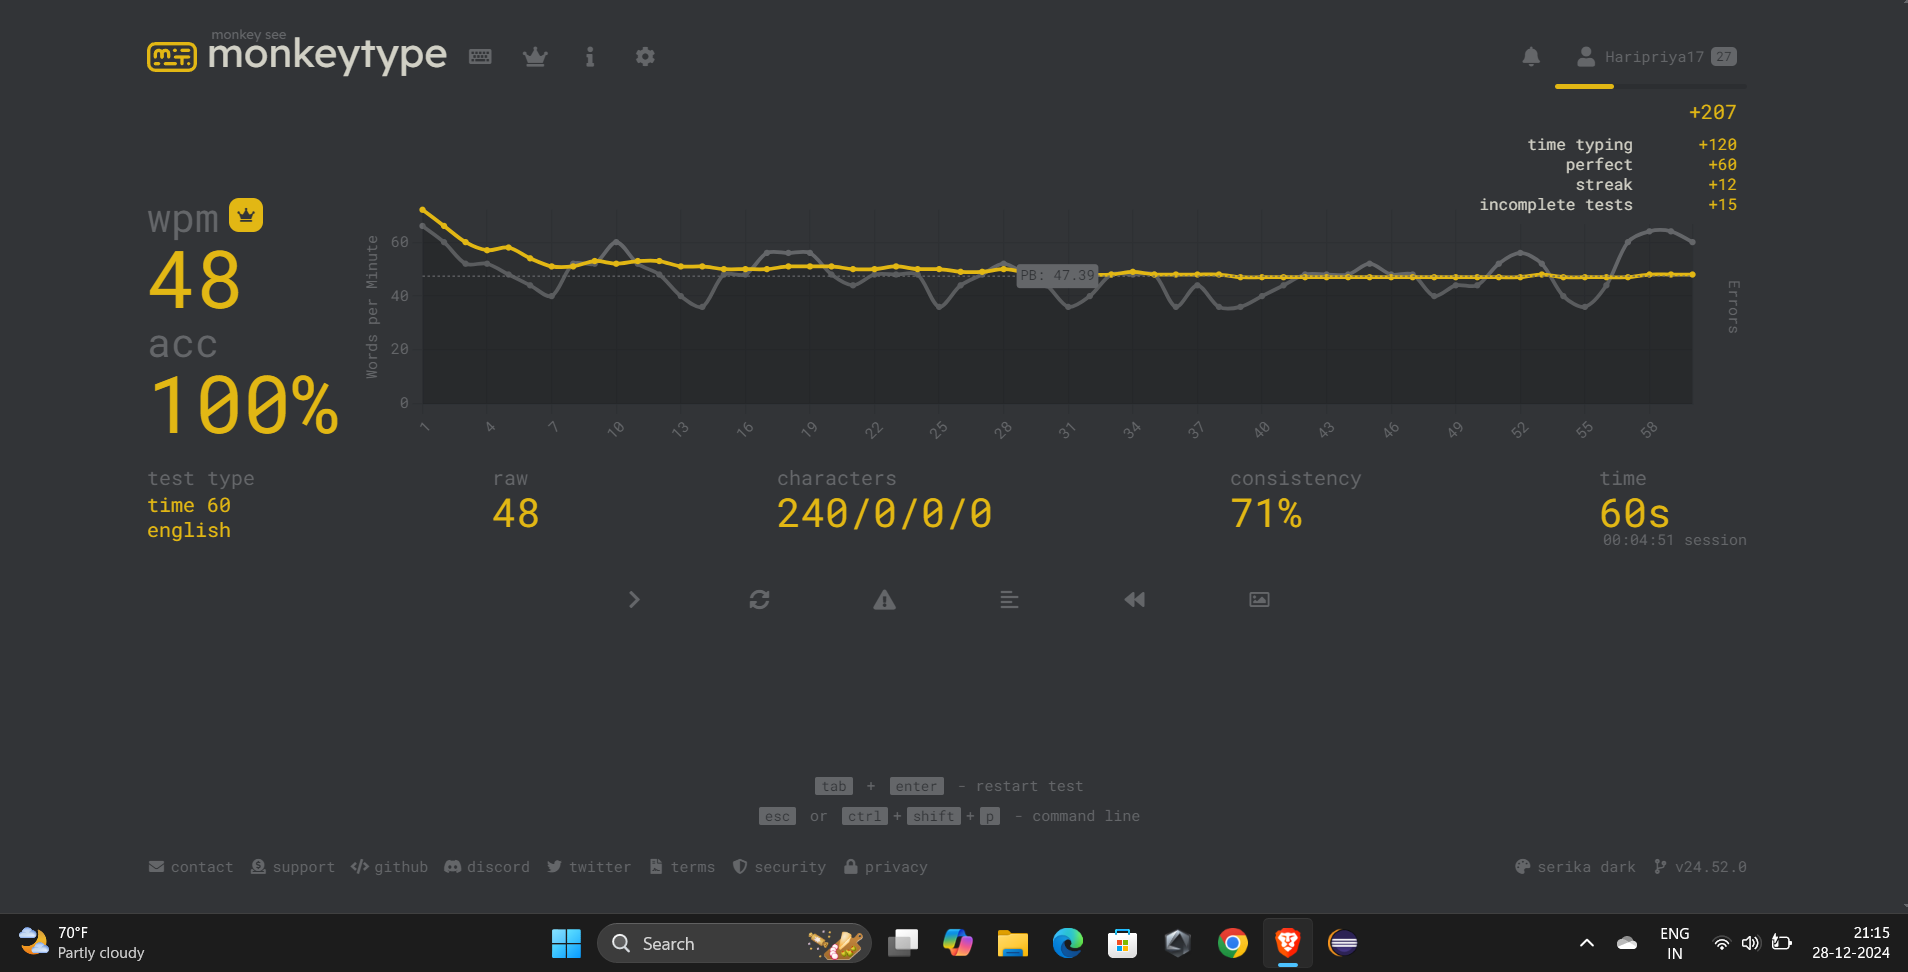 monkey see
monkeytype
Haripriya17 27
+207
time typing +120
perfect +60
streak +12
incomplete tests +15
wpm
48
acc
100%
Words per Minute
60
40
20
0
PB: 47.39
Errors
1 4 7 10 13 16 19 22 25 28 31 34 37 40 43 46 49 52 55 58
test type
time 60
english
raw
48
characters
240/0/0/0
consistency
71%
time
60s
00:04:51 session
tab + enter - restart test
esc or ctrl + shift + p - command line
contact support github discord twitter terms security privacy
serika dark v24.52.0
70°F
Partly cloudy
Search
ENG
IN
21:15
28-12-2024